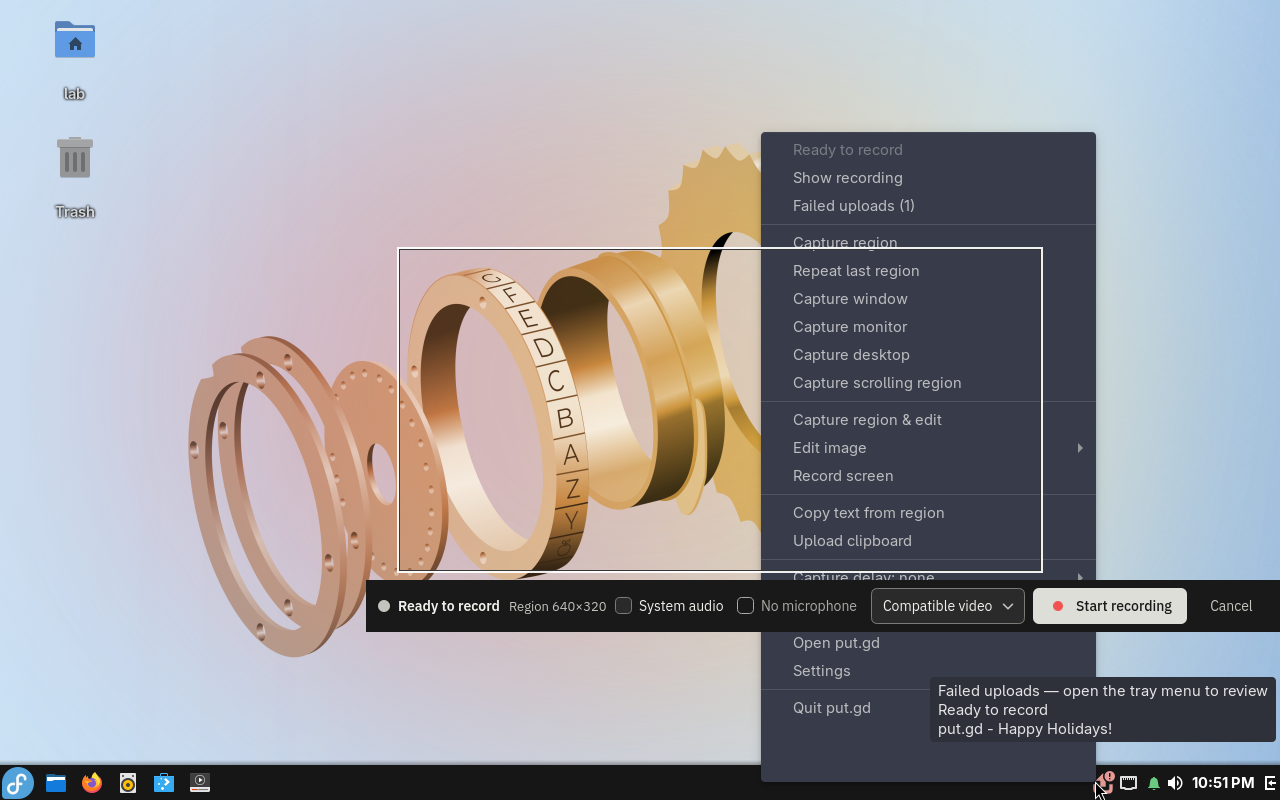 lab
Trash
Ready to record
Show recording
Failed uploads (1)
Capture region
Repeat last region
Capture window
Capture monitor
Capture desktop
Capture scrolling region
Capture region & edit
Edit image
Record screen
Copy text from region
Upload clipboard
Capture delay: none
G
F
E
D
C
B
A
Z
Y
Ready to record Region 640×320 System audio No microphone Compatible video Start recording Cancel
Open put.gd
Settings
Quit put.gd
Failed uploads — open the tray menu to review
Ready to record
put.gd - Happy Holidays!
10:51 PM